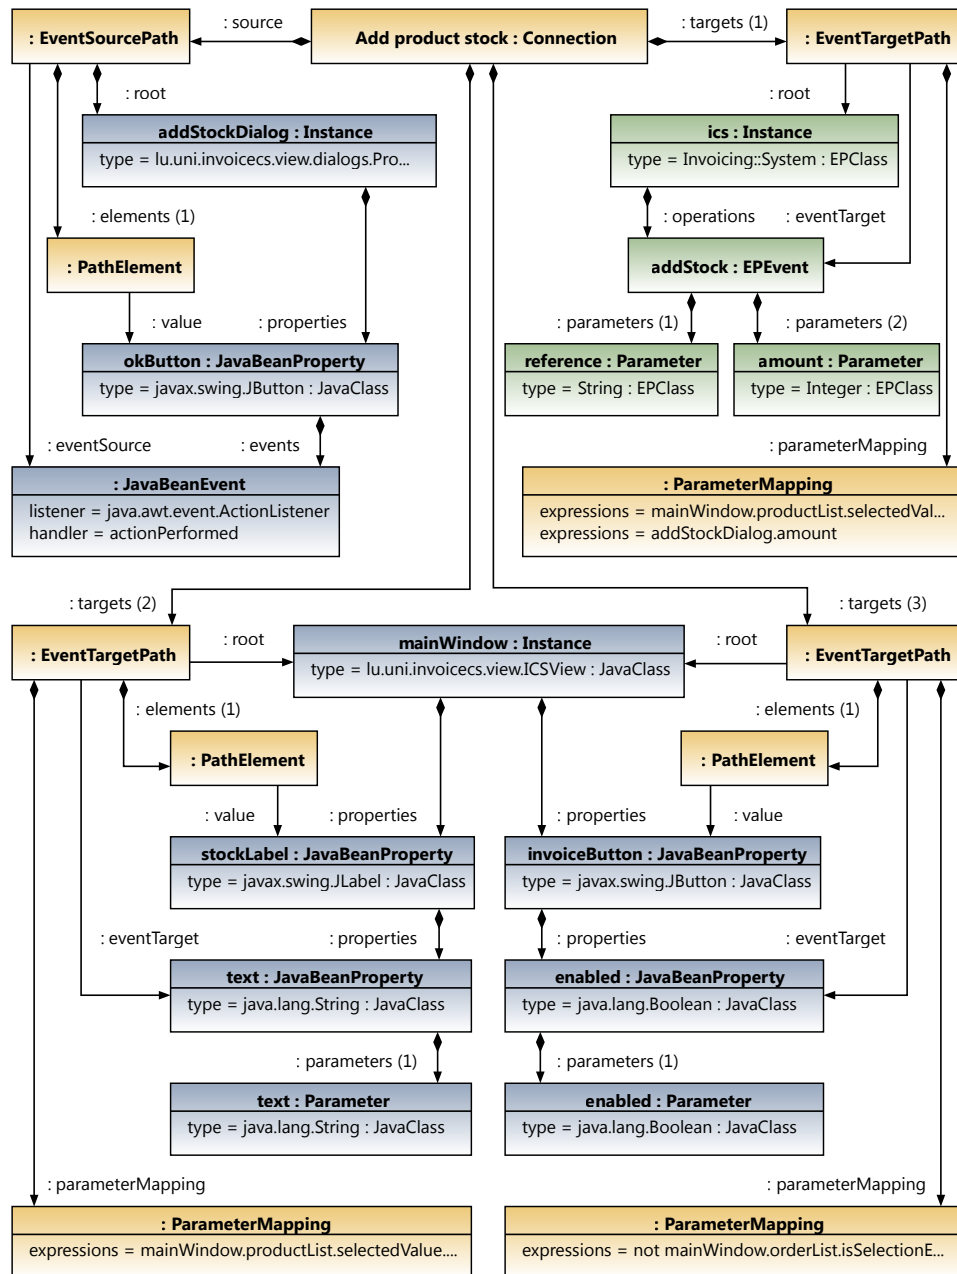 : source
: targets (1)
: EventSourcePath
Add product stock : Connection
: EventTargetPath
: root
: root
addStockDialog : Instance
type = lu.uni.invoicecs.view.dialogs.Pro...
ics : Instance
type = Invoicing::System : EPClass
: elements (1)
: operations
: eventTarget
: PathElement
addStock : EPEvent
: value
: properties
: parameters (1)
: parameters (2)
okButton : JavaBeanProperty
type = javax.swing.JButton : JavaClass
reference : Parameter
type = String : EPClass
amount : Parameter
type = Integer : EPClass
: eventSource
: events
: parameterMapping
: JavaBeanEvent
listener = java.awt.event.ActionListener
handler = actionPerformed
: ParameterMapping
expressions = mainWindow.productList.selectedVal...
expressions = addStockDialog.amount
: targets (2)
: targets (3)
: EventTargetPath
: root
mainWindow : Instance
type = lu.uni.invoicecs.view.ICSView : JavaClass
: root
: EventTargetPath
: elements (1)
: elements (1)
: PathElement
: PathElement
: value
: properties
: properties
: value
stockLabel : JavaBeanProperty
type = javax.swing.JLabel : JavaClass
invoiceButton : JavaBeanProperty
type = javax.swing.JButton : JavaClass
: eventTarget
: properties
: properties
: eventTarget
text : JavaBeanProperty
type = java.lang.String : JavaClass
enabled : JavaBeanProperty
type = java.lang.Boolean : JavaClass
: parameters (1)
: parameters (1)
text : Parameter
type = java.lang.String : JavaClass
enabled : Parameter
type = java.lang.Boolean : JavaClass
: parameterMapping
: parameterMapping
: ParameterMapping
expressions = mainWindow.productList.selectedValue....
: ParameterMapping
expressions = not mainWindow.orderList.isSelectionE...